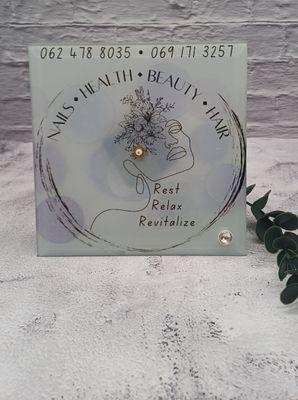 062 478 8035 • 069 171 3257
NAILS • HEALTH • BEAUTY • HAIR
Rest
Relax
Revitalize